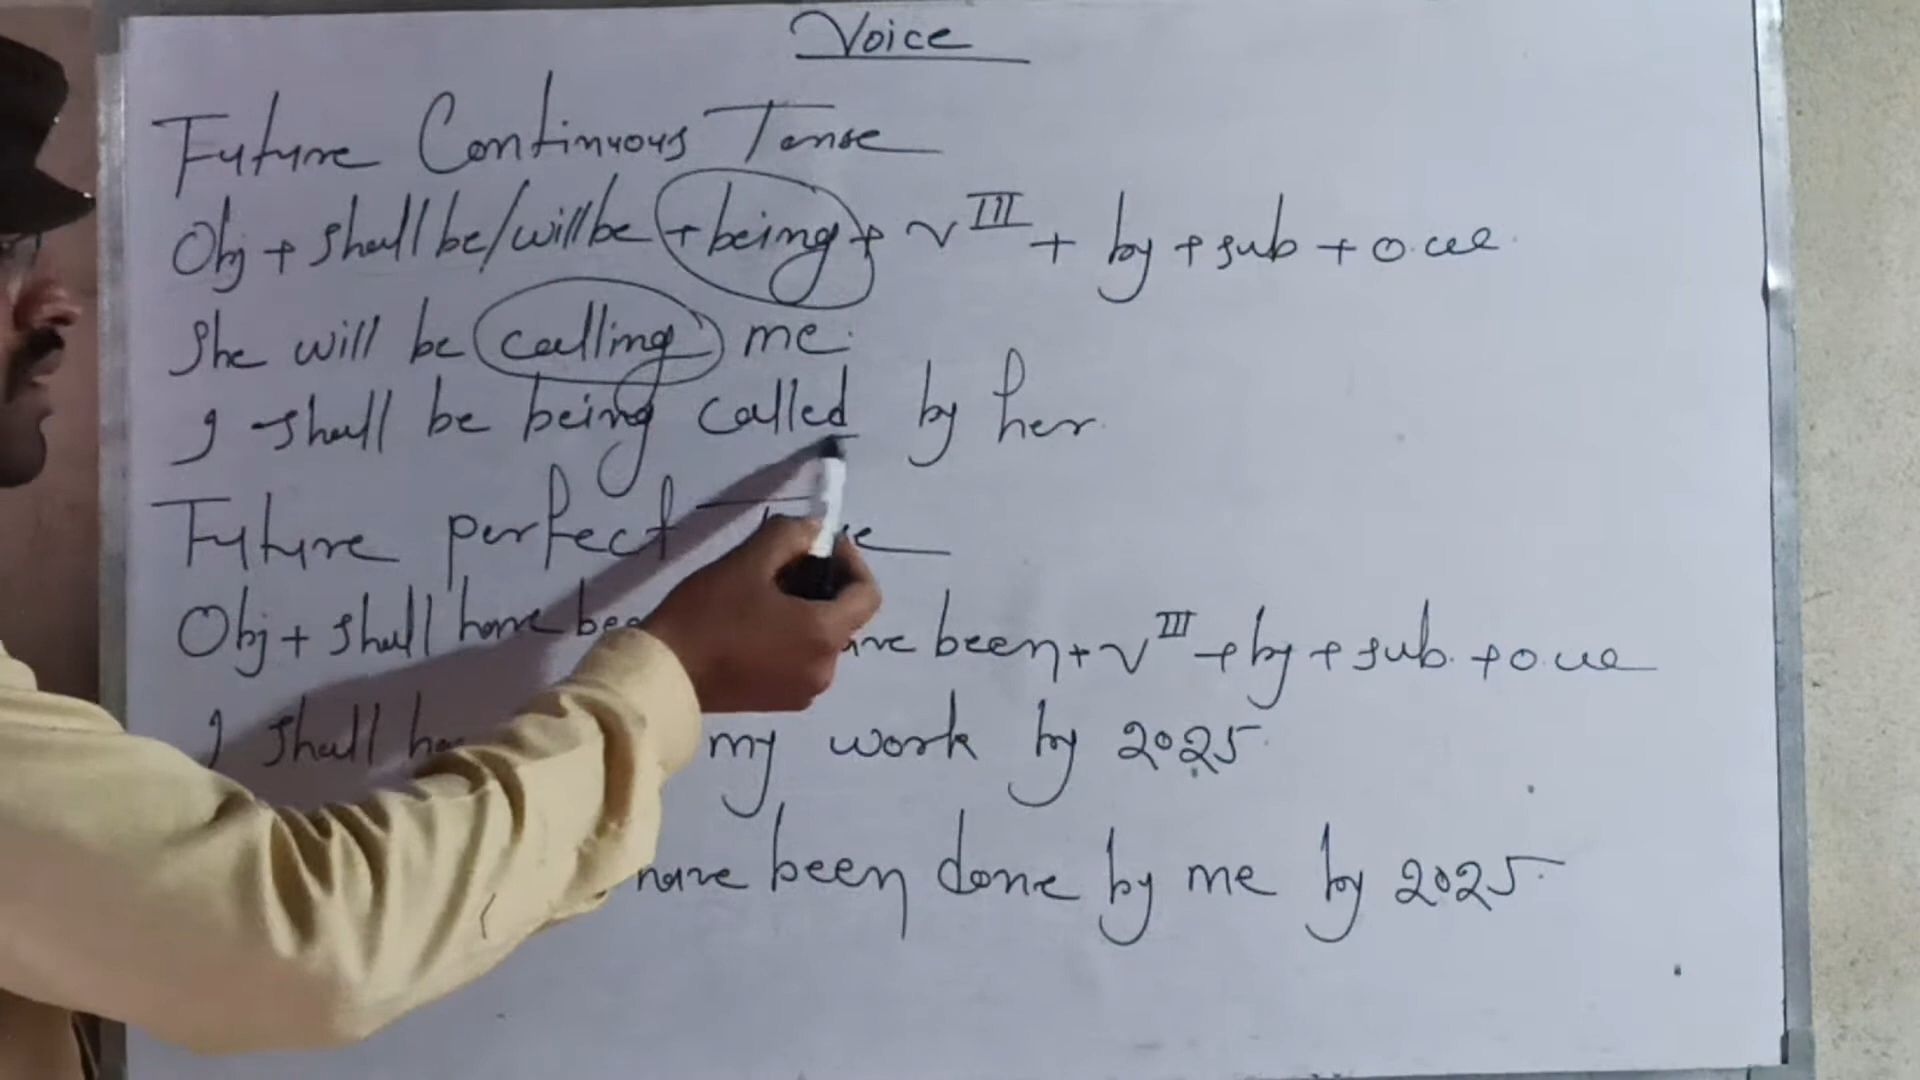 Voice
Future Continuous Tense
Obj + shall be/will be + being + v III + by + sub + o.we.
She will be calling me.
I shall be being called by her.
Future perfect
Obj + shall have been + v III + by + sub. + o we
I shall my work by 2025.
have been done by me by 2025.